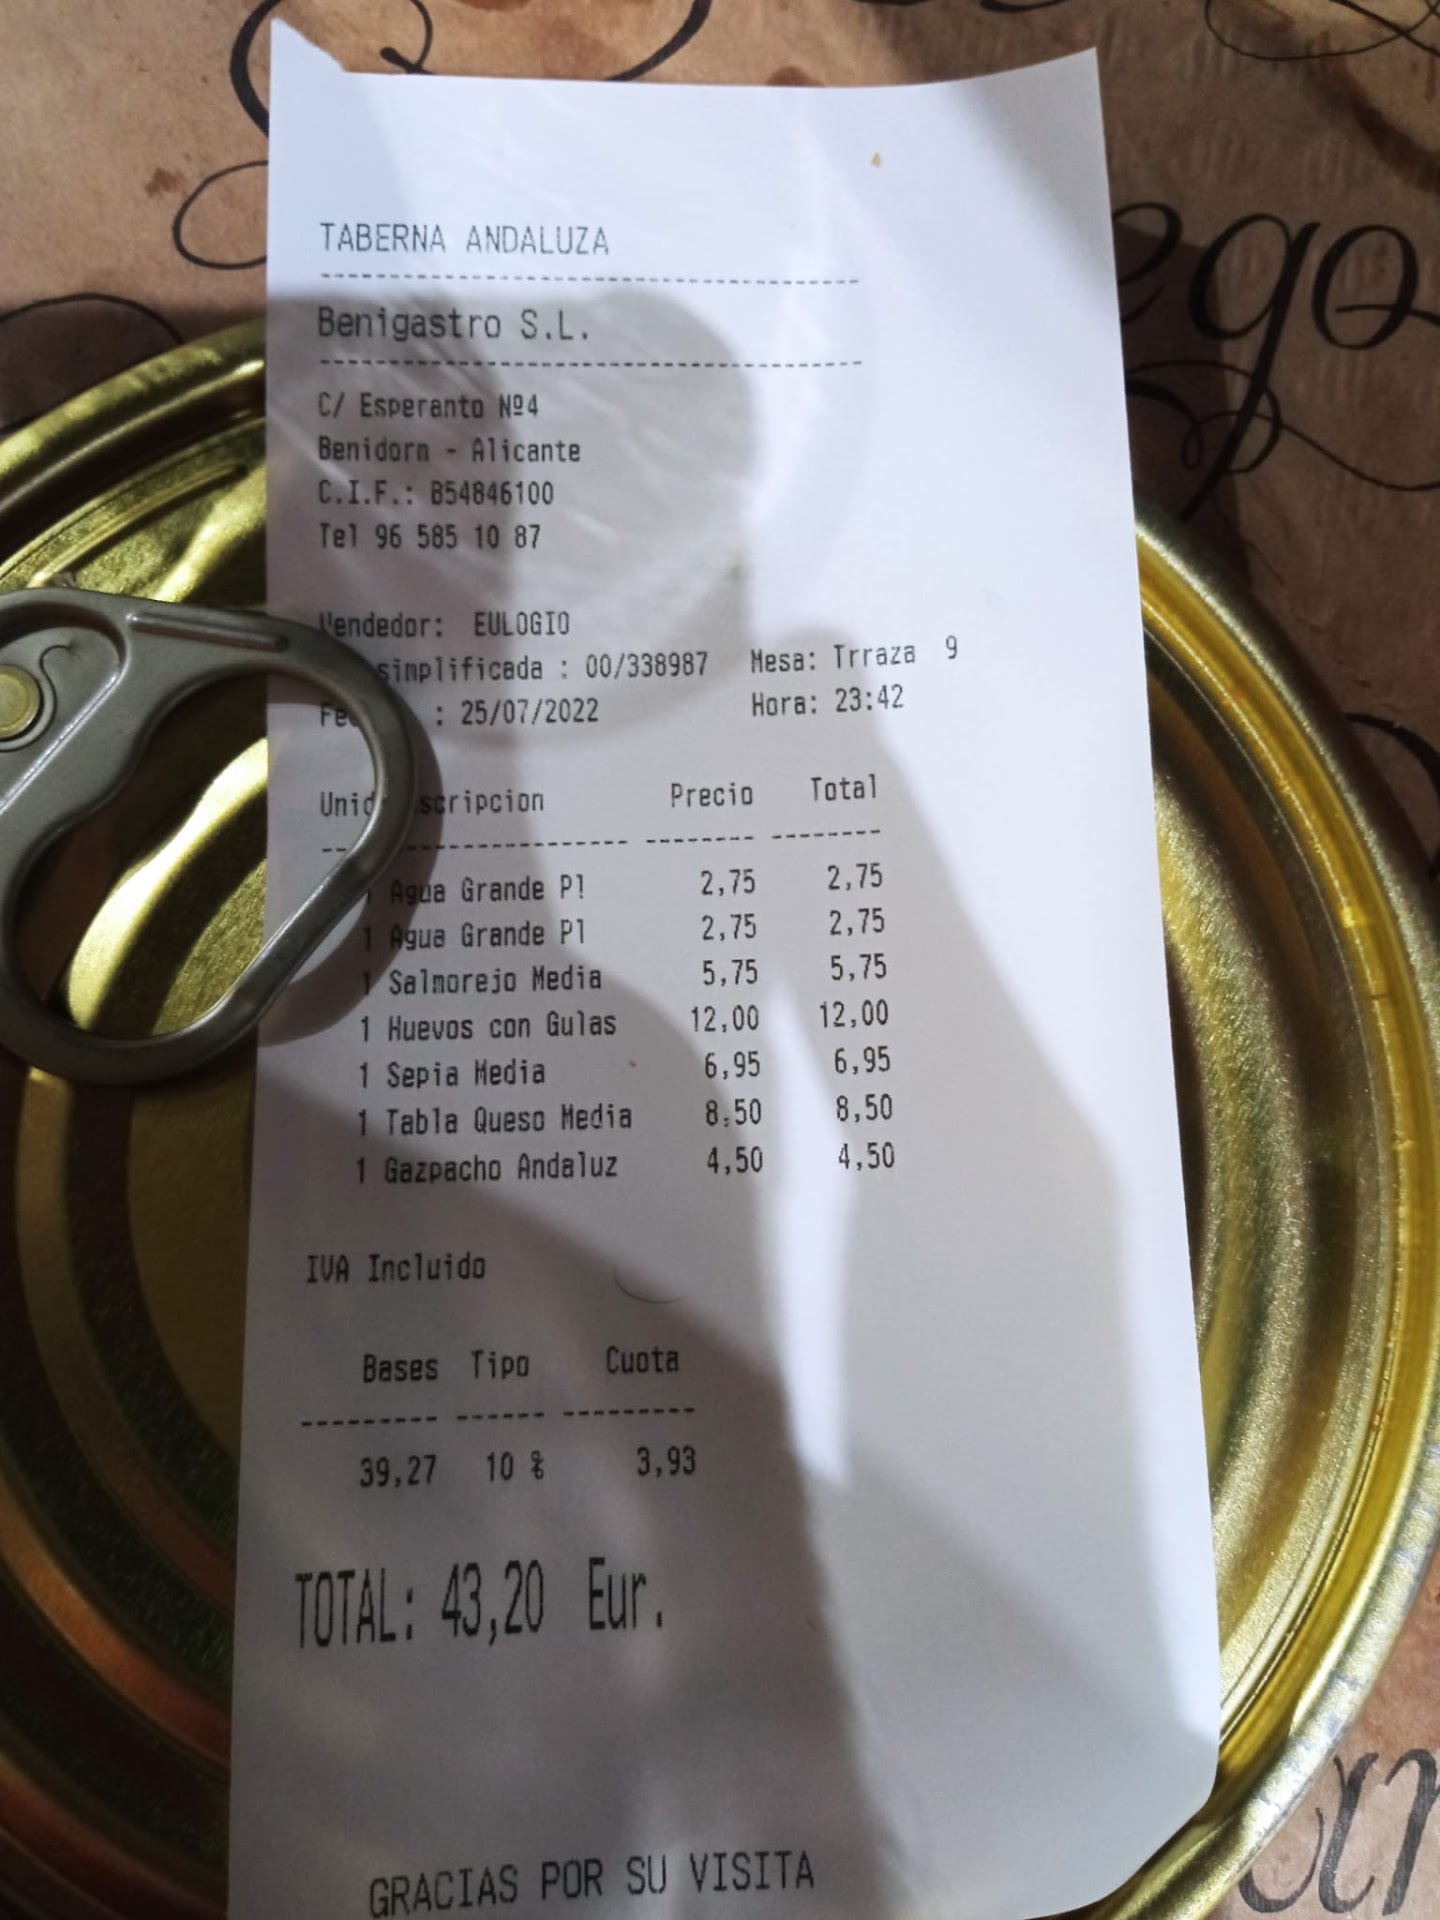 TABERNA ANDALUZA
Benigastro S.L.
C/ Esperanto Nº4
Benidorm - Alicante
C.I.F.: B54846100
Tel 96 585 10 87
Vendedor: EULOGIO
simplificada : 00/338987 Mesa: Trraza 9
: 25/07/2022 Hora: 23:42
Precio Total
1 Agua Grande Pl 2,75 2,75
1 Agua Grande Pl 2,75 2,75
1 Salmorejo Media 5,75 5,75
1 Huevos con Gulas 12,00 12,00
1 Sepia Media 6,95 6,95
1 Tabla Queso Media 8,50 8,50
1 Gazpacho Andaluz 4,50 4,50
IVA Incluido
Bases Tipo Cuota
39,27 10 % 3,93
TOTAL: 43,20 Eur.
GRACIAS POR SU VISITA